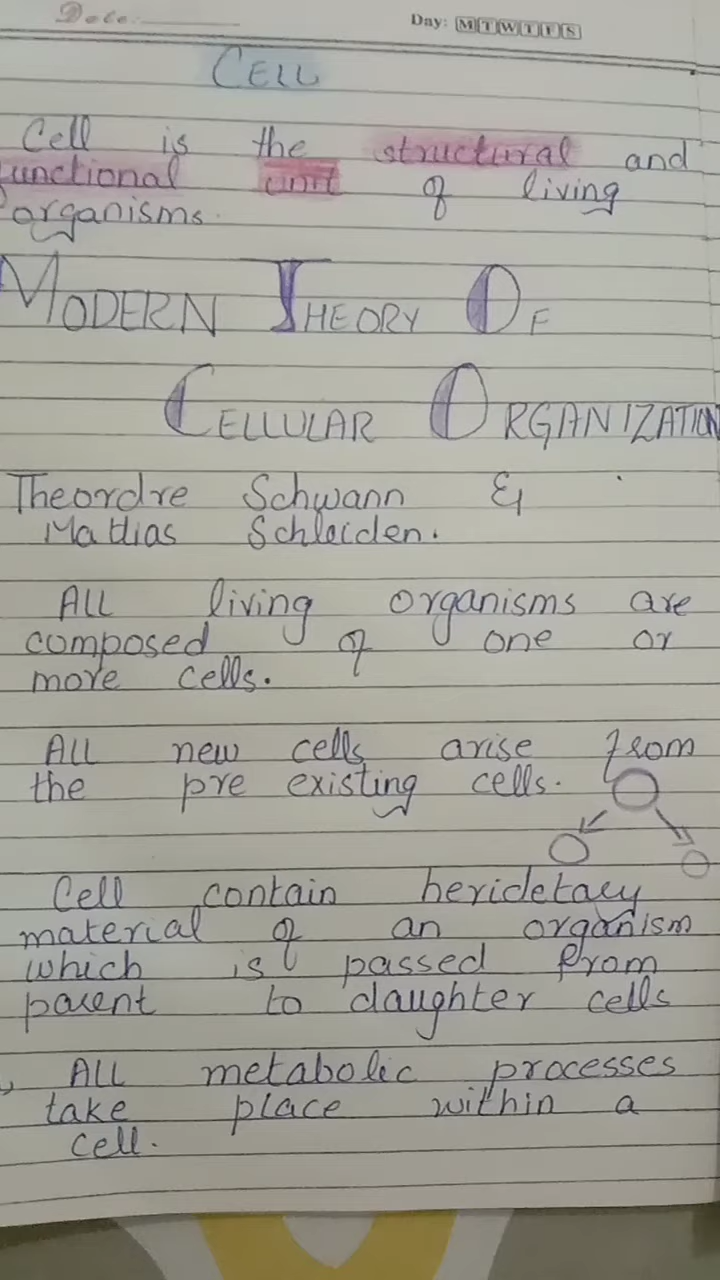 Date:
Day: M T W T F S
CELL
Cell is the structural and
functional unit of living
organisms.
MODERN THEORY OF
CELLULAR ORGANIZATION
Theordre Schwann &
Mattias Schleiden.
All living organisms are
composed of one or
more cells.
All new cells arise from
the pre existing cells.
Cell contain heridetary
material of an organism
which is passed from
parent to daughter cells
All metabolic processes
take place within a
cell.